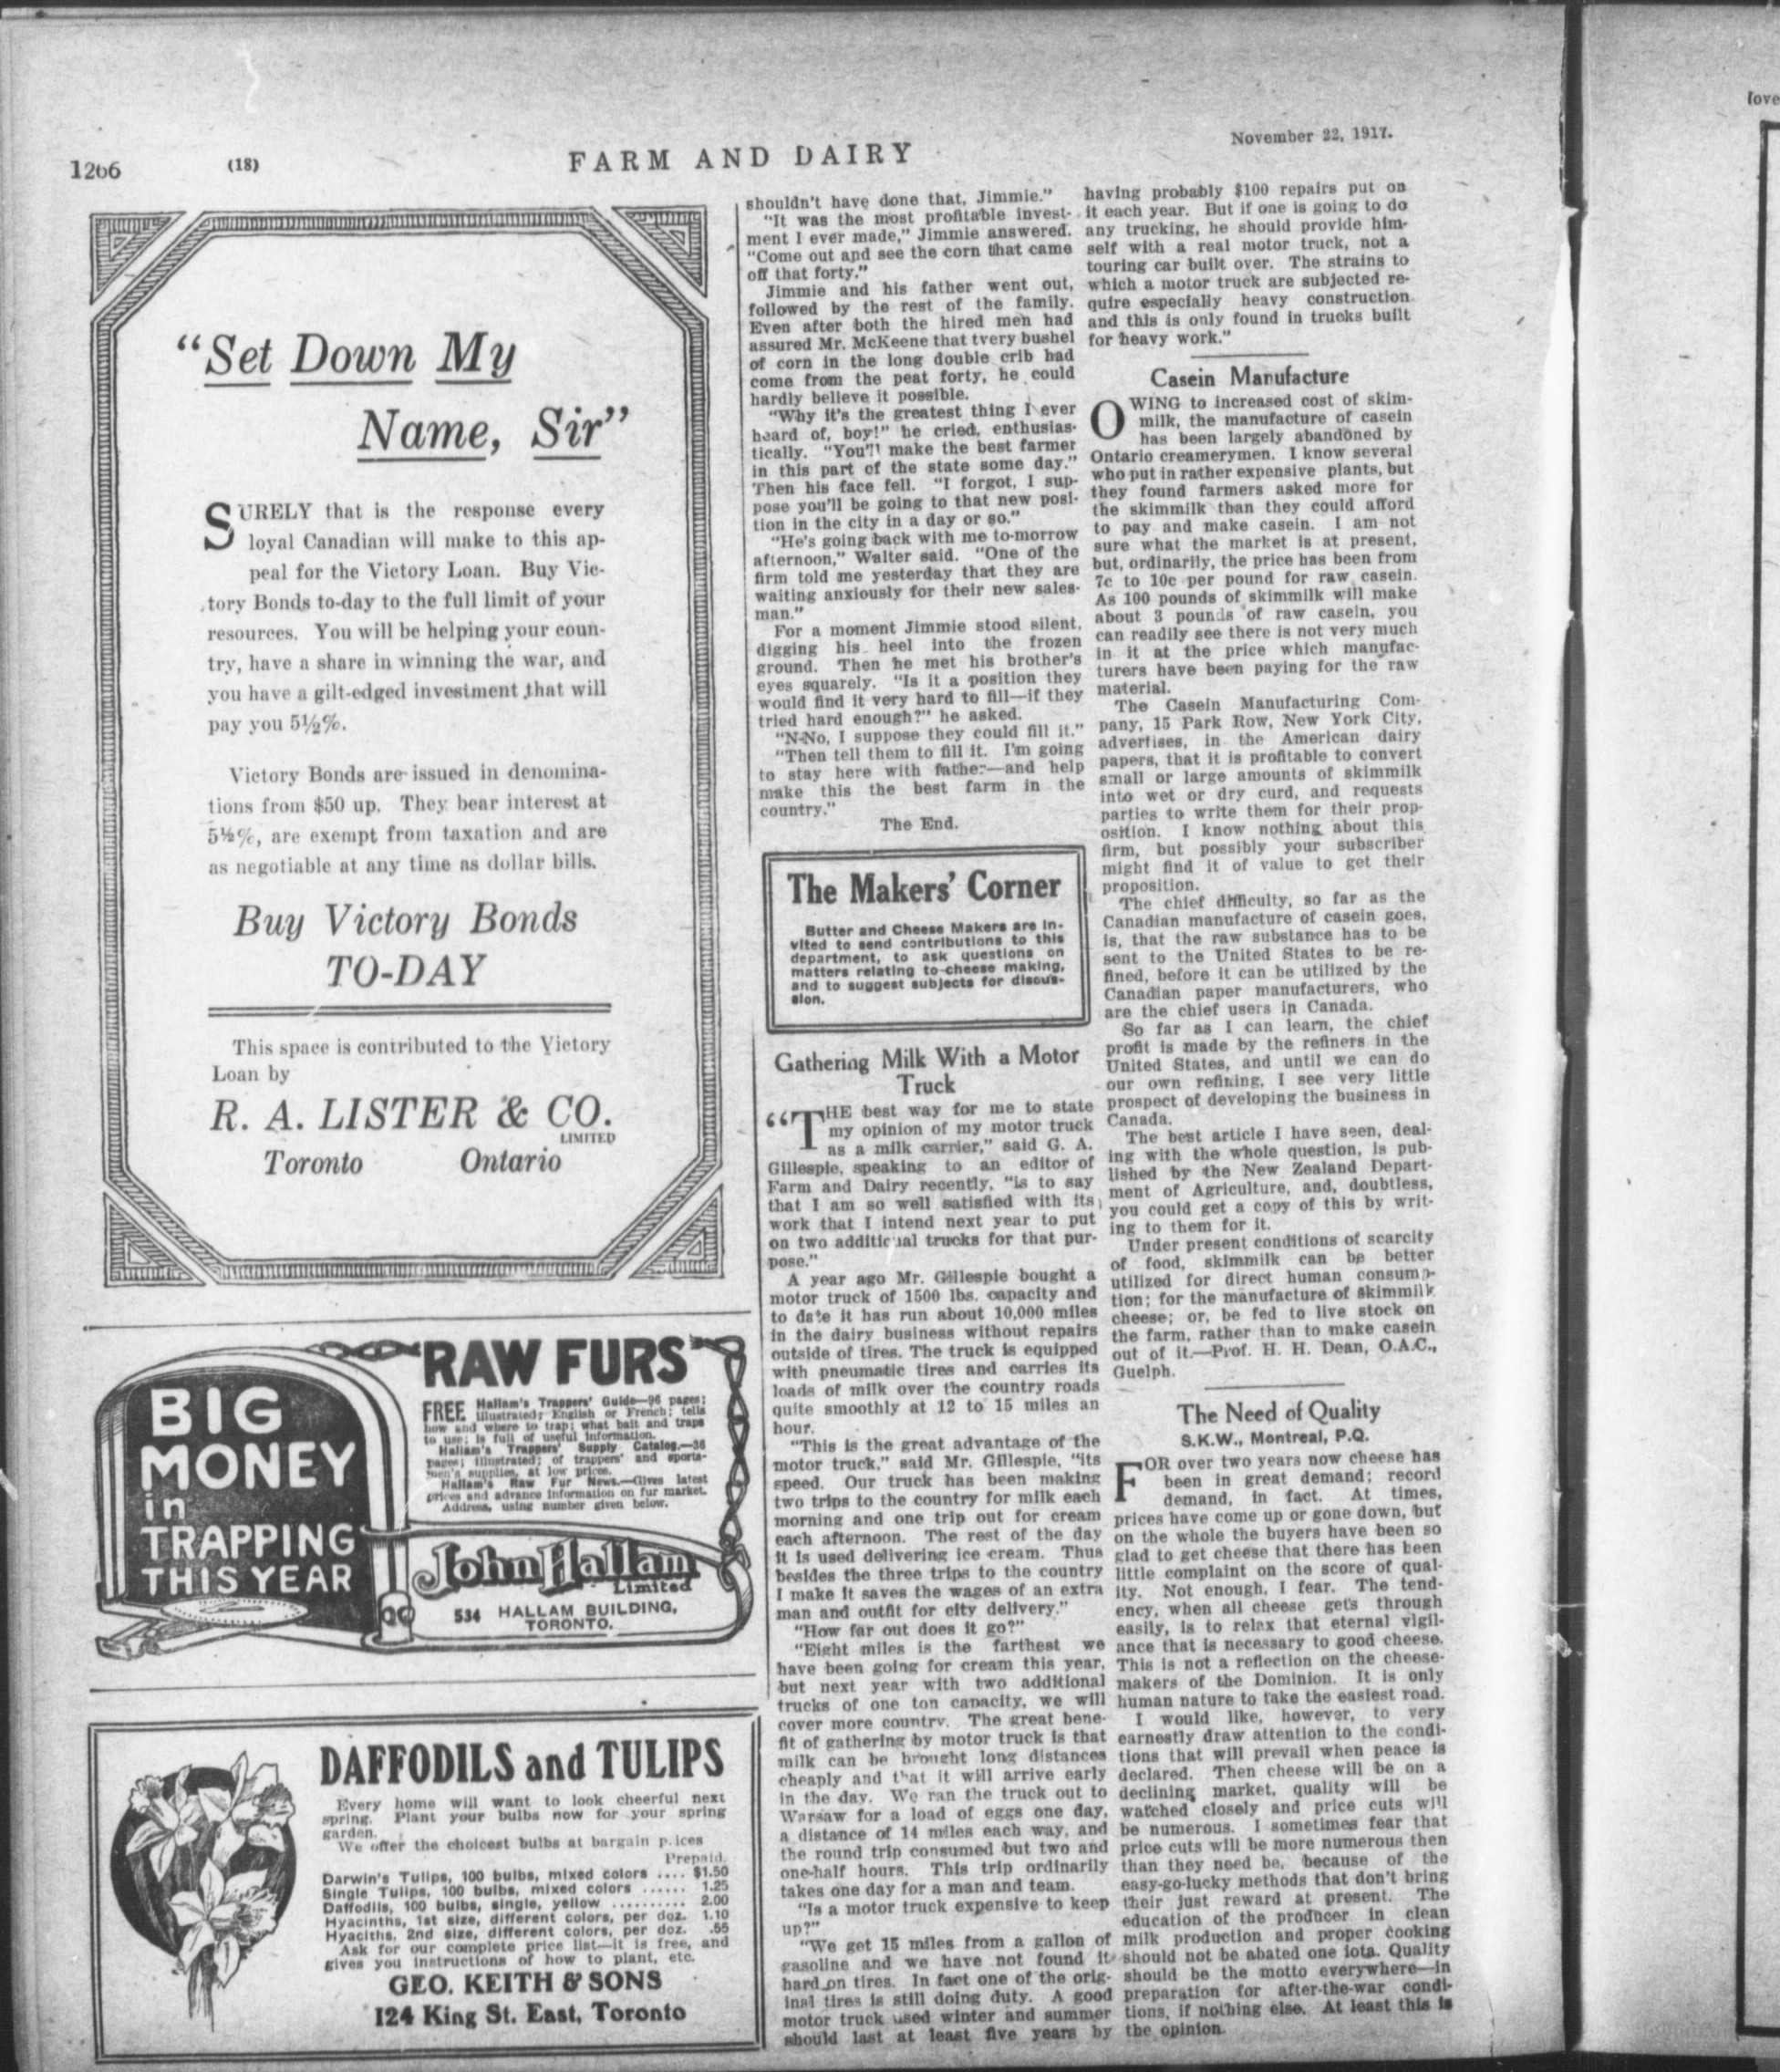 1266
(18)
FARM AND DAIRY
November 22, 1917.
"Set Down My
Name, Sir"
SURELY that is the response every
loyal Canadian will make to this ap-
peal for the Victory Loan. Buy Vic-
tory Bonds to-day to the full limit of your
resources. You will be helping your coun-
try, have a share in winning the war, and
you have a gilt-edged investment that will
pay you 5½%.
Victory Bonds are issued in denomina-
tions from $50 up. They bear interest at
5½%, are exempt from taxation and are
as negotiable at any time as dollar bills.
Buy Victory Bonds
TO-DAY
This space is contributed to the Victory
Loan by
R. A. LISTER & CO.
LIMITED
Toronto Ontario
BIG
MONEY
in
TRAPPING
THIS YEAR
RAW FURS
FREE Hallam's Trappers' Guide—96 pages;
illustrated; English or French; tells
how and where to trap; what bait and traps
to use; is full of useful information.
Hallam's Trappers' Supply Catalog.—36
pages; illustrated; of trappers' and sports-
men's supplies, at low prices.
Hallam's Raw Fur News.—Gives latest
prices and advance information on fur market.
Address, using number given below.
John Hallam
Limited
534 HALLAM BUILDING,
TORONTO.
DAFFODILS and TULIPS
Every home will want to look cheerful next
spring. Plant your bulbs now for your spring
garden.
We offer the choicest bulbs at bargain p.ices
Prepaid.
Darwin's Tulips, 100 bulbs, mixed colors .... $1.50
Single Tulips, 100 bulbs, mixed colors ...... 1.25
Daffodils, 100 bulbs, single, yellow .......... 2.00
Hyacinths, 1st size, different colors, per doz. 1.10
Hyaciths, 2nd size, different colors, per doz. .55
Ask for our complete price list—it is free, and
gives you instructions of how to plant, etc.
GEO. KEITH & SONS
124 King St. East, Toronto
shouldn't have done that, Jimmie."
"It was the most profitable invest-
ment I ever made," Jimmie answered.
"Come out and see the corn that came
off that forty."
Jimmie and his father went out,
followed by the rest of the family.
Even after both the hired men had
assured Mr. McKeene that tvery bushel
of corn in the long double crib had
come from the peat forty, he could
hardly believe it possible.
"Why it's the greatest thing I ever
heard of, boy!" he cried, enthusias-
tically. "You'll make the best farmer
in this part of the state some day."
Then his face fell. "I forgot, I sup-
pose you'll be going to that new posi-
tion in the city in a day or so."
"He's going back with me to-morrow
afternoon," Walter said. "One of the
firm told me yesterday that they are
waiting anxiously for their new sales-
man."
For a moment Jimmie stood silent,
digging his heel into the frozen
ground. Then he met his brother's
eyes squarely. "Is it a position they
would find it very hard to fill—if they
tried hard enough?" he asked.
"N-No, I suppose they could fill it."
"Then tell them to fill it. I'm going
to stay here with father—and help
make this the best farm in the
country."
The End.
The Makers' Corner
Butter and Cheese Makers are in-
vited to send contributions to this
department, to ask questions on
matters relating to cheese making,
and to suggest subjects for discus-
sion.
Gathering Milk With a Motor
Truck
"THE best way for me to state
my opinion of my motor truck
as a milk carrier," said G. A.
Gillespie, speaking to an editor of
Farm and Dairy recently, "is to say
that I am so well satisfied with its
work that I intend next year to put
on two additional trucks for that pur-
pose."
A year ago Mr. Gillespie bought a
motor truck of 1500 lbs. capacity and
to date it has run about 10,000 miles
in the dairy business without repairs
outside of tires. The truck is equipped
with pneumatic tires and carries its
loads of milk over the country roads
quite smoothly at 12 to 15 miles an
hour.
"This is the great advantage of the
motor truck," said Mr. Gillespie, "its
speed. Our truck has been making
two trips to the country for milk each
morning and one trip out for cream
each afternoon. The rest of the day
it is used delivering ice cream. Thus
besides the three trips to the country
I make it saves the wages of an extra
man and outfit for city delivery."
"How far out does it go?"
"Eight miles is the farthest we
have been going for cream this year,
but next year with two additional
trucks of one ton capacity, we will
cover more country. The great bene-
fit of gathering by motor truck is that
milk can be brought long distances
cheaply and that it will arrive early
in the day. We ran the truck out to
Warsaw for a load of eggs one day,
a distance of 14 miles each way, and
the round trip consumed but two and
one-half hours. This trip ordinarily
takes one day for a man and team.
"Is a motor truck expensive to keep
up?"
"We get 15 miles from a gallon of
gasoline and we have not found it
hard on tires. In fact one of the orig-
inal tires is still doing duty. A good
motor truck used winter and summer
should last at least five years by
having probably $100 repairs put on
it each year. But if one is going to do
any trucking, he should provide him-
self with a real motor truck, not a
touring car built over. The strains to
which a motor truck are subjected re-
quire especially heavy construction
and this is only found in trucks built
for heavy work."
Casein Manufacture
OWING to increased cost of skim-
milk, the manufacture of casein
has been largely abandoned by
Ontario creamerymen. I know several
who put in rather expensive plants, but
they found farmers asked more for
the skimmilk than they could afford
to pay and make casein. I am not
sure what the market is at present,
but, ordinarily, the price has been from
7c to 10c per pound for raw casein.
As 100 pounds of skimmilk will make
about 3 pounds of raw casein, you
can readily see there is not very much
in it at the price which manufac-
turers have been paying for the raw
material.
The Casein Manufacturing Com-
pany, 15 Park Row, New York City,
advertises, in the American dairy
papers, that it is profitable to convert
small or large amounts of skimmilk
into wet or dry curd, and requests
parties to write them for their prop-
osition. I know nothing about this
firm, but possibly your subscriber
might find it of value to get their
proposition.
The chief difficulty, so far as the
Canadian manufacture of casein goes,
is, that the raw substance has to be
sent to the United States to be re-
fined, before it can be utilized by the
Canadian paper manufacturers, who
are the chief users in Canada.
So far as I can learn, the chief
profit is made by the refiners in the
United States, and until we can do
our own refining, I see very little
prospect of developing the business in
Canada.
The best article I have seen, deal-
ing with the whole question, is pub-
lished by the New Zealand Depart-
ment of Agriculture, and, doubtless,
you could get a copy of this by writ-
ing to them for it.
Under present conditions of scarcity
of food, skimmilk can be better
utilized for direct human consump-
tion; for the manufacture of skimmilk
cheese; or, be fed to live stock on
the farm, rather than to make casein
out of it.—Prof. H. H. Dean, O.A.C.,
Guelph.
The Need of Quality
S.K.W., Montreal, P.Q.
FOR over two years now cheese has
been in great demand; record
demand, in fact. At times,
prices have come up or gone down, but
on the whole the buyers have been so
glad to get cheese that there has been
little complaint on the score of qual-
ity. Not enough, I fear. The tend-
ency, when all cheese gets through
easily, is to relax that eternal vigil-
ance that is necessary to good cheese.
This is not a reflection on the cheese-
makers of the Dominion. It is only
human nature to take the easiest road.
I would like, however, to very
earnestly draw attention to the condi-
tions that will prevail when peace is
declared. Then cheese will be on a
declining market, quality will be
watched closely and price cuts will
be numerous. I sometimes fear that
price cuts will be more numerous then
than they need be, because of the
easy-go-lucky methods that don't bring
their just reward at present. The
education of the producer in clean
milk production and proper cooking
should not be abated one iota. Quality
should be the motto everywhere—in
preparation for after-the-war condi-
tions, if nothing else. At least this is
the opinion.